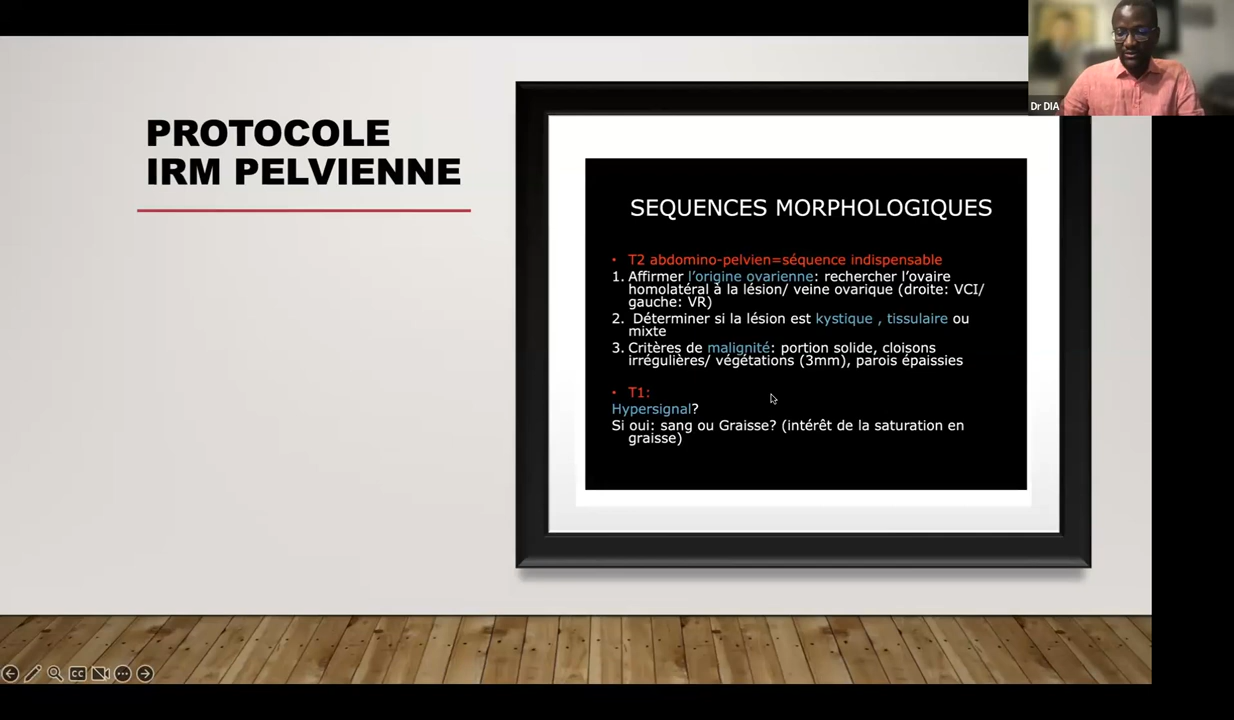 PROTOCOLE
IRM PELVIENNE
SEQUENCES MORPHOLOGIQUES
• T2 abdomino-pelvien=séquence indispensable
1. Affirmer l’origine ovarienne: rechercher l’ovaire
homolatéral à la lésion/ veine ovarique (droite: VCI/
gauche: VR)
2. Déterminer si la lésion est kystique , tissulaire ou
mixte
3. Critères de malignité: portion solide, cloisons
irrégulières/ végétations (3mm), parois épaissies
• T1:
Hypersignal?
Si oui: sang ou Graisse? (intérêt de la saturation en
graisse)
Dr DIA
CC